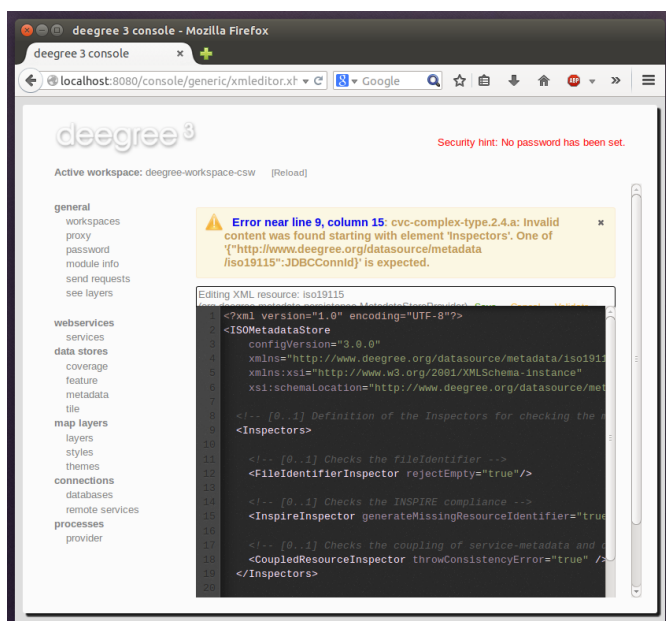 deegree 3 console - Mozilla Firefox
deegree 3 console
localhost:8080/console/generic/xmleditor.xh
Google
deegree 3
Security hint: No password has been set.
Active workspace: deegree-workspace-csw [Reload]
general
workspaces
proxy
password
module info
send requests
see layers
webservices
services
data stores
coverage
feature
metadata
tile
map layers
layers
styles
themes
connections
databases
remote services
processes
provider
Error near line 9, column 15: cvc-complex-type.2.4.a: Invalid
content was found starting with element 'Inspectors'. One of
'{"http://www.deegree.org/datasource/metadata
/iso19115":JDBCConnId}' is expected.
Editing XML resource: iso19115
(org.deegree.metadata.persistence.MetadataStoreProvider) Save Cancel Validate
1 <?xml version="1.0" encoding="UTF-8"?>
2 <ISOMetadataStore
3 configVersion="3.0.0"
4 xmlns="http://www.deegree.org/datasource/metadata/iso1911
5 xmlns:xsi="http://www.w3.org/2001/XMLSchema-instance"
6 xsi:schemaLocation="http://www.deegree.org/datasource/met
7
8 <!-- [0..1] Definition of the Inspectors for checking the m
9 <Inspectors>
10
11 <!-- [0..1] Checks the fileIdentifier -->
12 <FileIdentifierInspector rejectEmpty="true"/>
13
14 <!-- [0..1] Checks the INSPIRE compliance -->
15 <InspireInspector generateMissingResourceIdentifier="true
16
17 <!-- [0..1] Checks the coupling of service-metadata and d
18 <CoupledResourceInspector throwConsistencyError="true" />
19 </Inspectors>
20